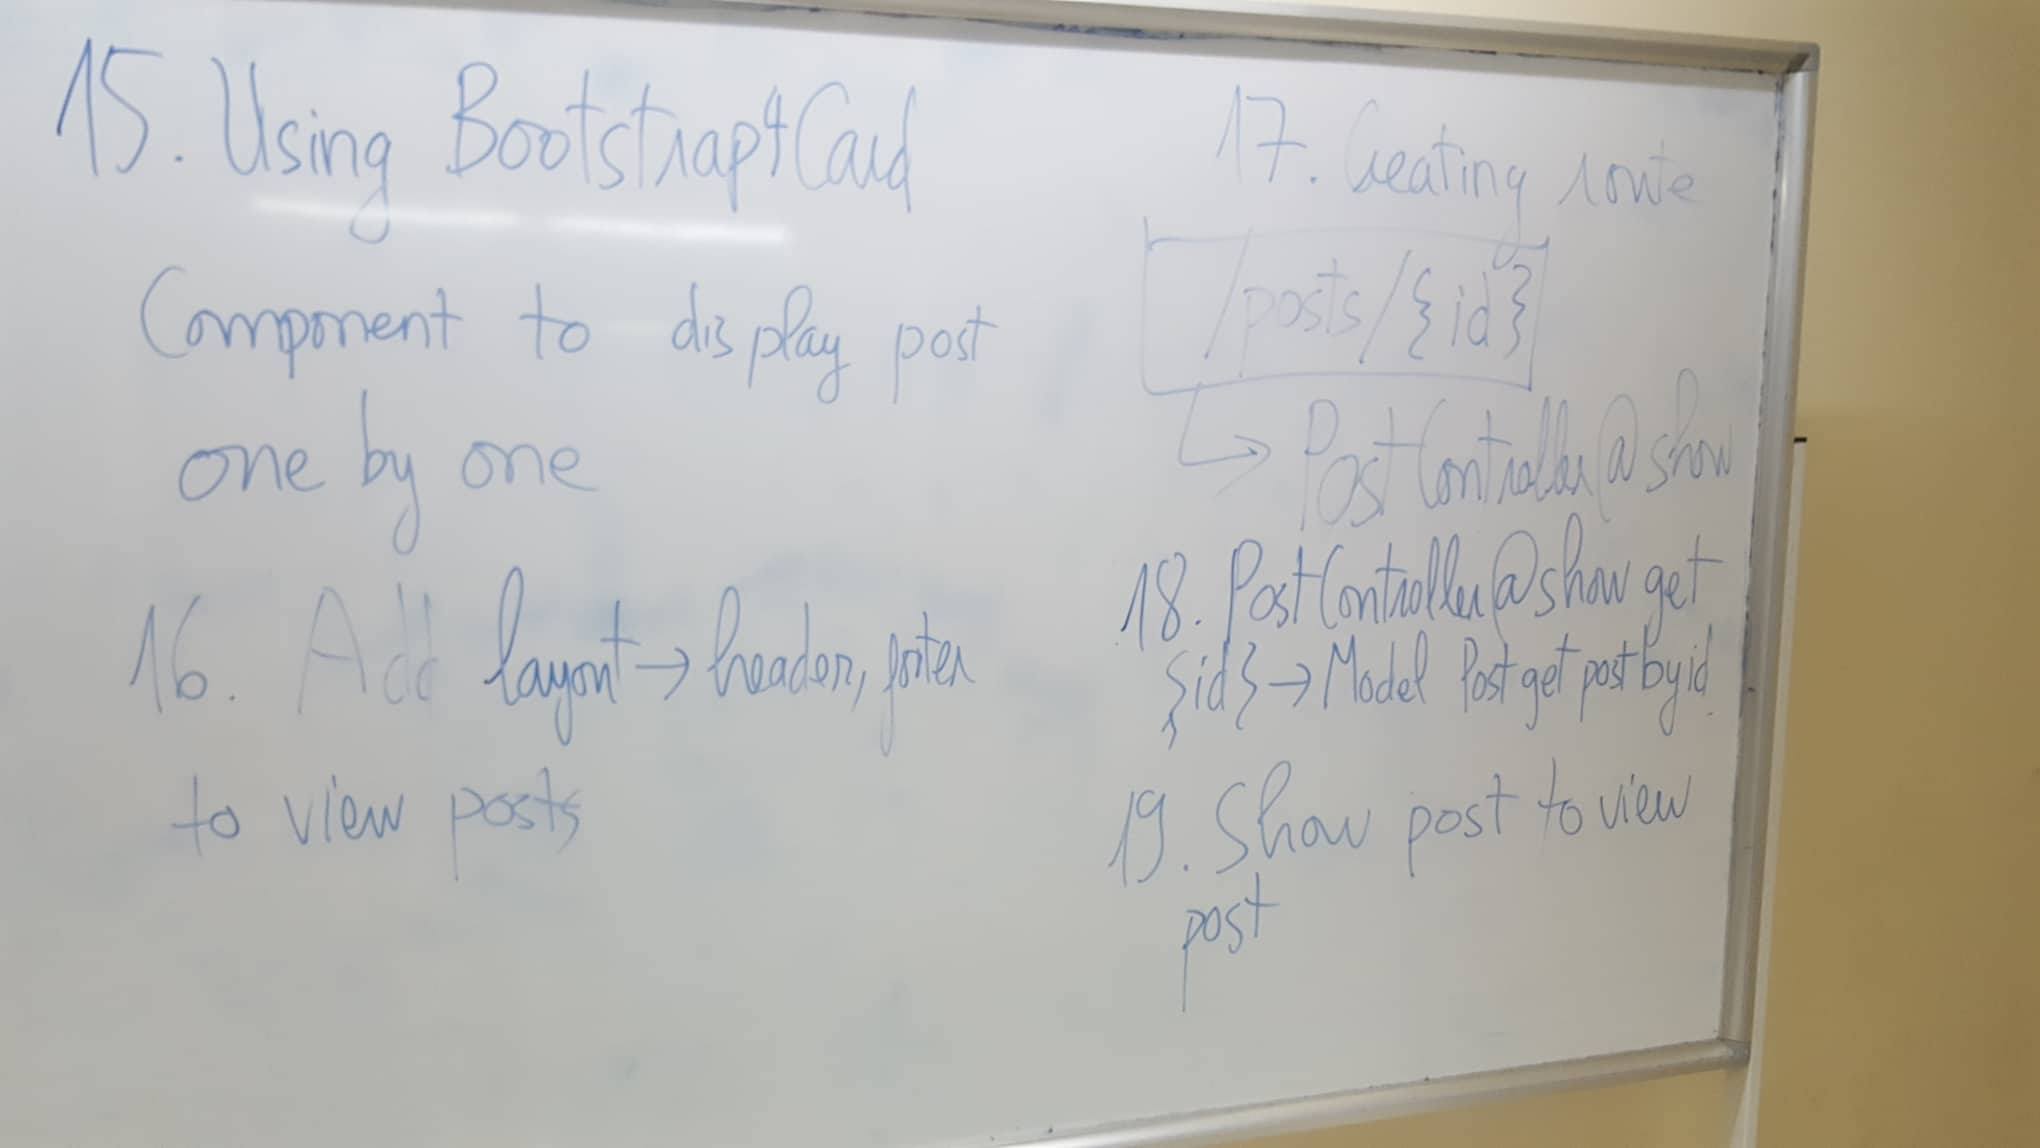 15. Using Bootstrap4 Card
Component to display post
one by one
16. Add layout → header, footer
to view posts
17. Creating route
/posts/{id}
→ PostController@show
18. PostController@show get
{id} → Model Post get post by id
19. Show post to view
post